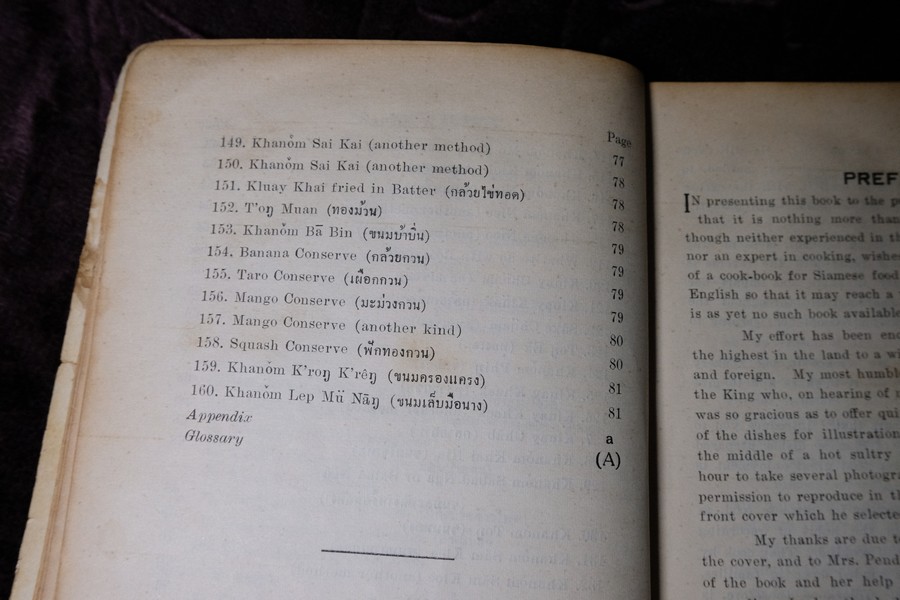 Page
149. Khanŏm Sai Kai (another method) 77
150. Khanŏm Sai Kai (another method) 78
151. Kluay Khai fried in Batter (กล้วยไข่ทอด) 78
152. T'oŋ Muan (ทองม้วน) 78
153. Khanŏm Bā Bin (ขนมบ้าบิ่น) 79
154. Banana Conserve (กล้วยกวน) 79
155. Taro Conserve (เผือกกวน) 79
156. Mango Conserve (มะม่วงกวน) 79
157. Mango Conserve (another kind) 80
158. Squash Conserve (ฟักทองกวน) 80
159. Khanŏm K'roŋ K'rêŋ (ขนมครองแครง) 81
160. Khanŏm Lep Mü Nāŋ (ขนมเล็บมือนาง) 81
Appendix a
Glossary (A)
PREF
IN presenting this book to the
that it is nothing more than
though neither experienced in
nor an expert in cooking, wishes
of a cook-book for Siamese food
English so that it may reach a
is as yet no such book available
My effort has been
the highest in the land to a
and foreign. My most
the King who, on hearing of
was so gracious as to offer
of the dishes for illustration
the middle of a hot sultry
hour to take several
permission to reproduce in
front cover which he
My thanks are due
the cover, and to Mrs.
of the book and her help